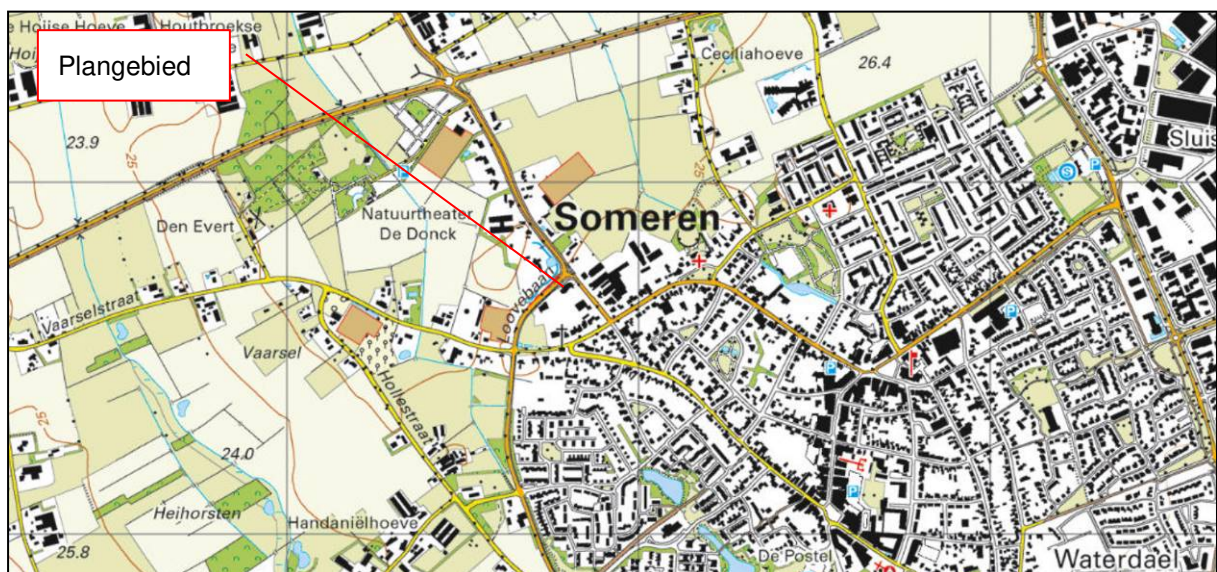 Hoijse Hoeve
Houtbroekse
Plangebied
23.9
25
Ceciliahoeve
26.4
Sluis
S
P
Natuurtheater
De Donck
Den Evert
Someren
25
Vaarselstraat
Vaarsel
Hollestraat
P
P
25
24.0
Heihorsten
25.8
Handaniëlhoeve
P
De Postel
Waterdael